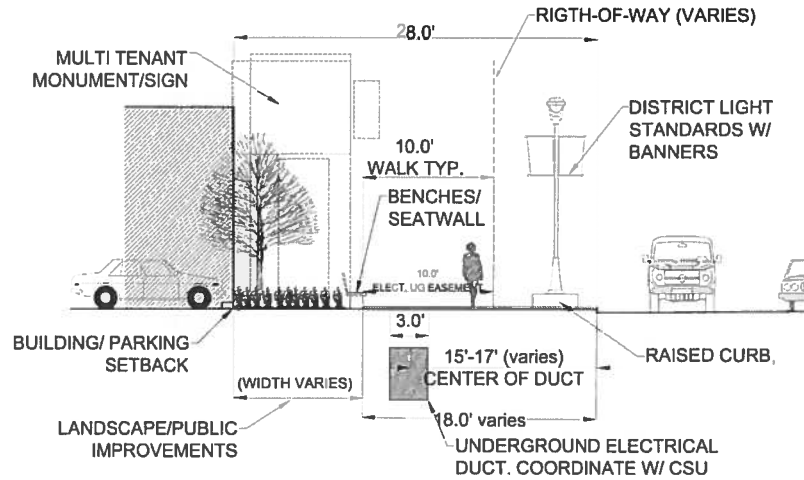 RIGTH-OF-WAY (VARIES)
28.0'
MULTI TENANT
MONUMENT/SIGN
DISTRICT LIGHT
STANDARDS W/
BANNERS
10.0'
WALK TYP.
BENCHES/
SEATWALL
10.0'
ELECT. UG EASEMENT
3.0'
BUILDING/ PARKING
SETBACK
15'-17' (varies)
CENTER OF DUCT
RAISED CURB,
(WIDTH VARIES)
18.0' varies
LANDSCAPE/PUBLIC
IMPROVEMENTS
UNDERGROUND ELECTRICAL
DUCT. COORDINATE W/ CSU